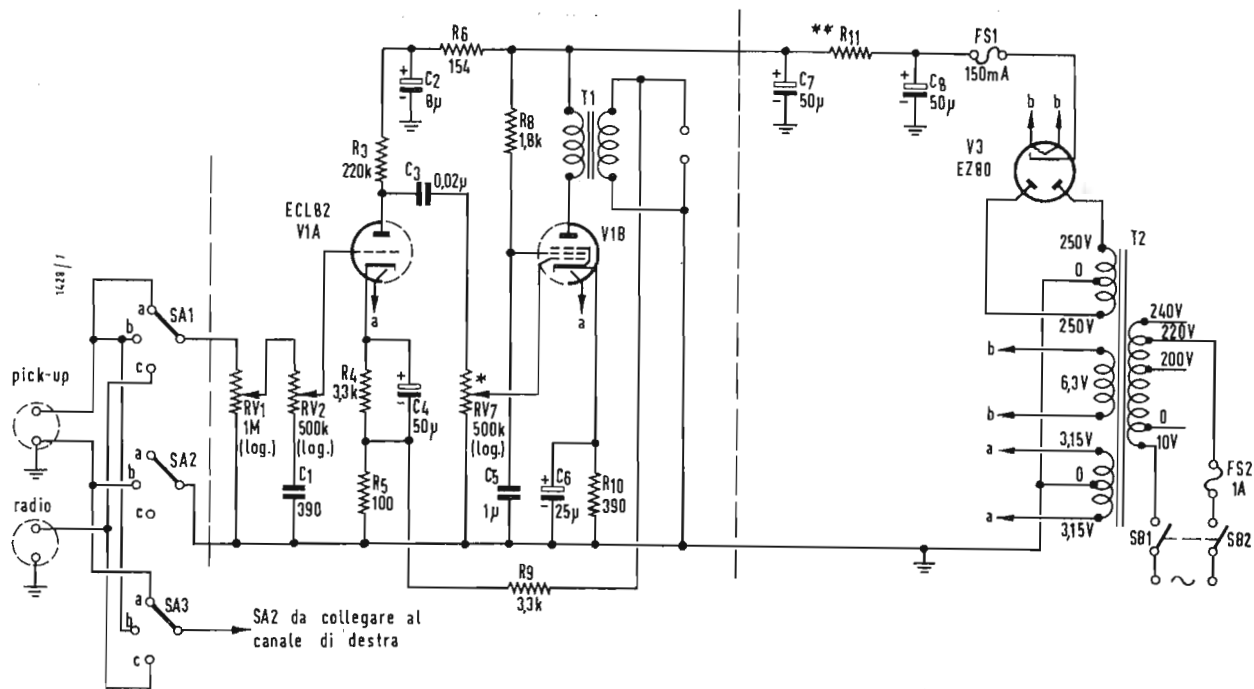 R6
154
+
C2
-
8µ
R3
220k
C3
0,02µ
ECL82
V1A
a
R8
1,8k
T1
V1B
a
+
C7
-
50µ
**
R11
+
C8
-
50µ
FS1
150mA
b b
V3
EZ80
250V
0
250V
T2
b
6,3V
b
a
3,15V
0
a
3,15V
240V
220V
200V
0
10V
FS2
1A
SB1
SB2
~
1428/1
a
SA1
b
c
pick-up
a
SA2
b
c
radio
a
SA3
b
c
RV1
1M
(log.)
RV2
500k
(log.)
C1
390
R4
3,3k
+
-
C4
50µ
R5
100
*
RV7
500k
(log.)
C5
1µ
+
C6
-
25µ
R10
390
R9
3,3k
SA2 da collegare al
canale di destra